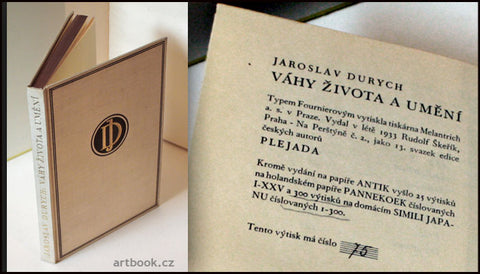 JAROSLAV DURYCH: VÁHY ŽIVOTA A UMĚNÍ
JD
artbook.cz
JAROSLAV DURYCH
VÁHY ŽIVOTA A UMĚNÍ
Typem Fournierovým vytiskla tiskárna Melantrich
a. s. v Praze. Vydal v létě 1933 Rudolf Škeřík,
Praha - Na Perštýně č. 2., jako 13. svazek edice
českých autorů
PLEJADA
Kromě vydání na papíře ANTIK vyšlo 25 výtisků
na holandském papíře PANNEKOEK číslovaných
I-XXV a 300 výtisků na domácím SIMILI JAPA-
NU číslovaných 1-300.
Tento výtisk má číslo 75